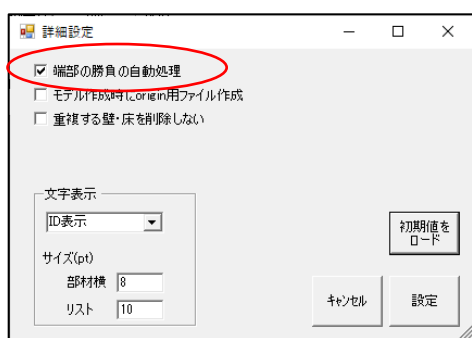 詳細設定
端部の勝負の自動処理
モデル作成時にorigin用ファイル作成
重複する壁・床を削除しない
文字表示
ID表示
サイズ(pt)
部材横 8
リスト 10
初期値を
ロード
キャンセル
設定